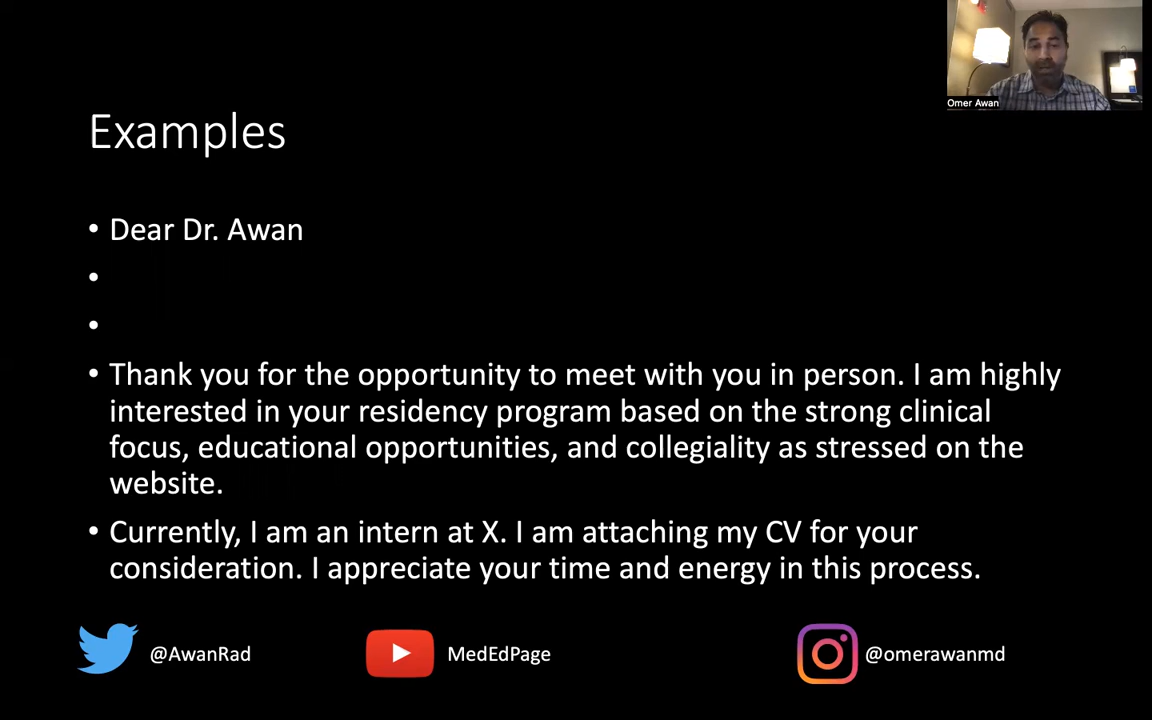 Omer Awan
Examples
• Dear Dr. Awan
•
•
• Thank you for the opportunity to meet with you in person. I am highly
interested in your residency program based on the strong clinical
focus, educational opportunities, and collegiality as stressed on the
website.
• Currently, I am an intern at X. I am attaching my CV for your
consideration. I appreciate your time and energy in this process.
@AwanRad
MedEdPage
@omerawanmd